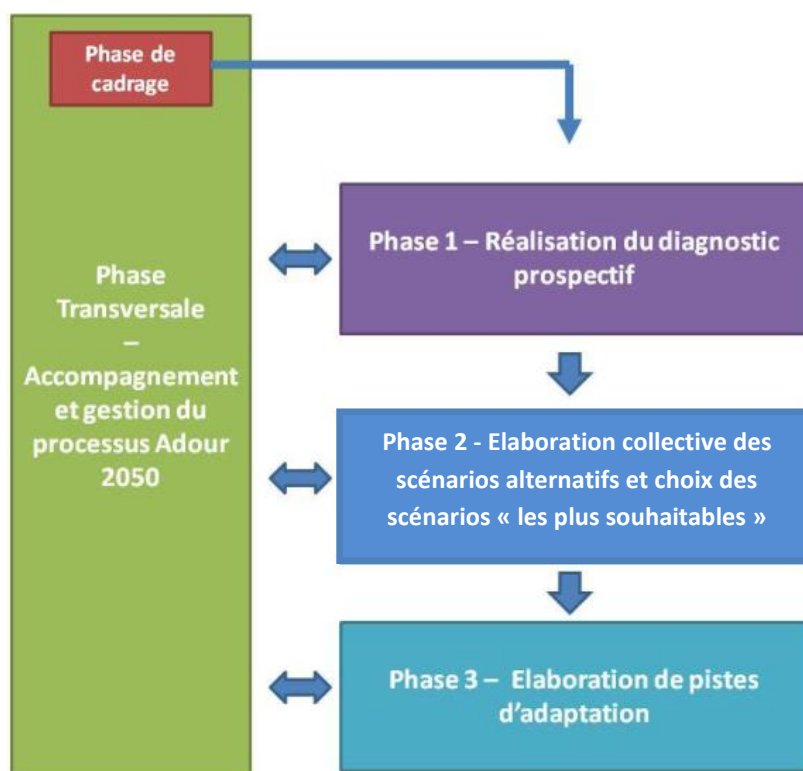 Phase de
cadrage
Phase
Transversale
–
Accompagnement
et gestion du
processus Adour
2050
Phase 1 – Réalisation du diagnostic
prospectif
Phase 2 - Elaboration collective des
scénarios alternatifs et choix des
scénarios « les plus souhaitables »
Phase 3 – Elaboration de pistes
d’adaptation